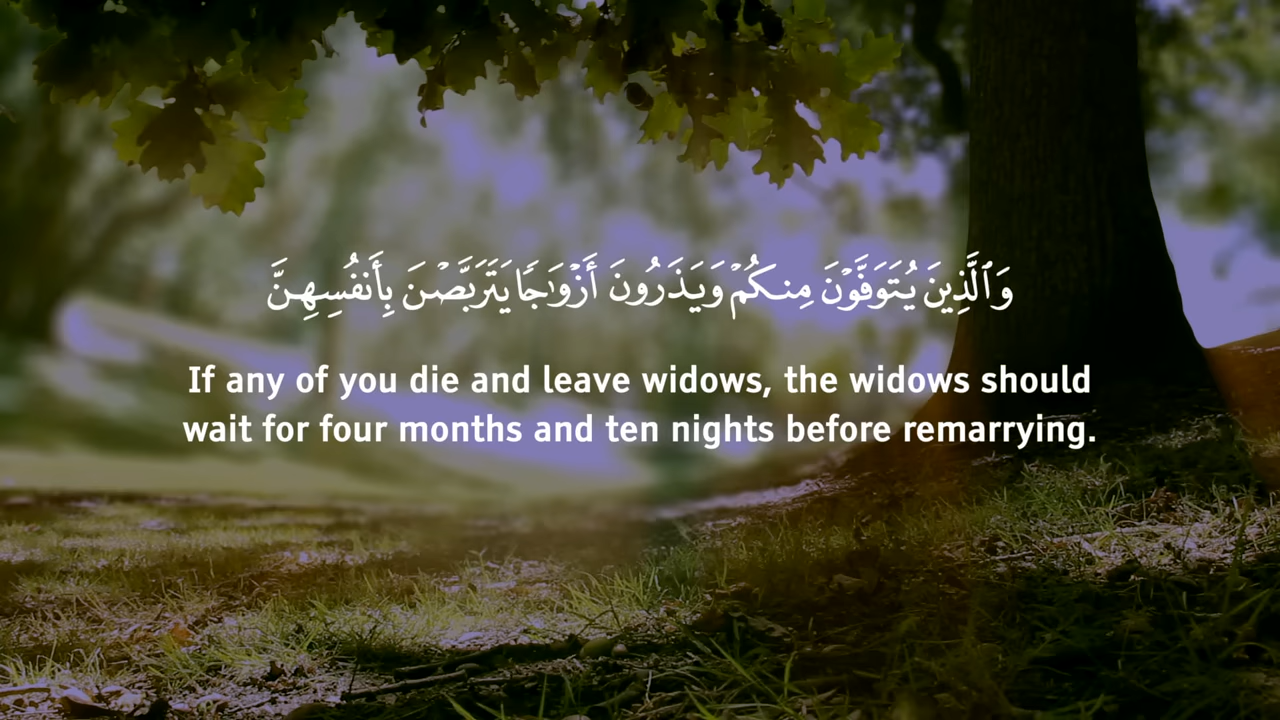 وَٱلَّذِينَ يُتَوَفَّوۡنَ مِنكُمۡ وَيَذَرُونَ أَزۡوَٰجٗا يَتَرَبَّصۡنَ بِأَنفُسِهِنَّ
If any of you die and leave widows, the widows should
wait for four months and ten nights before remarrying.